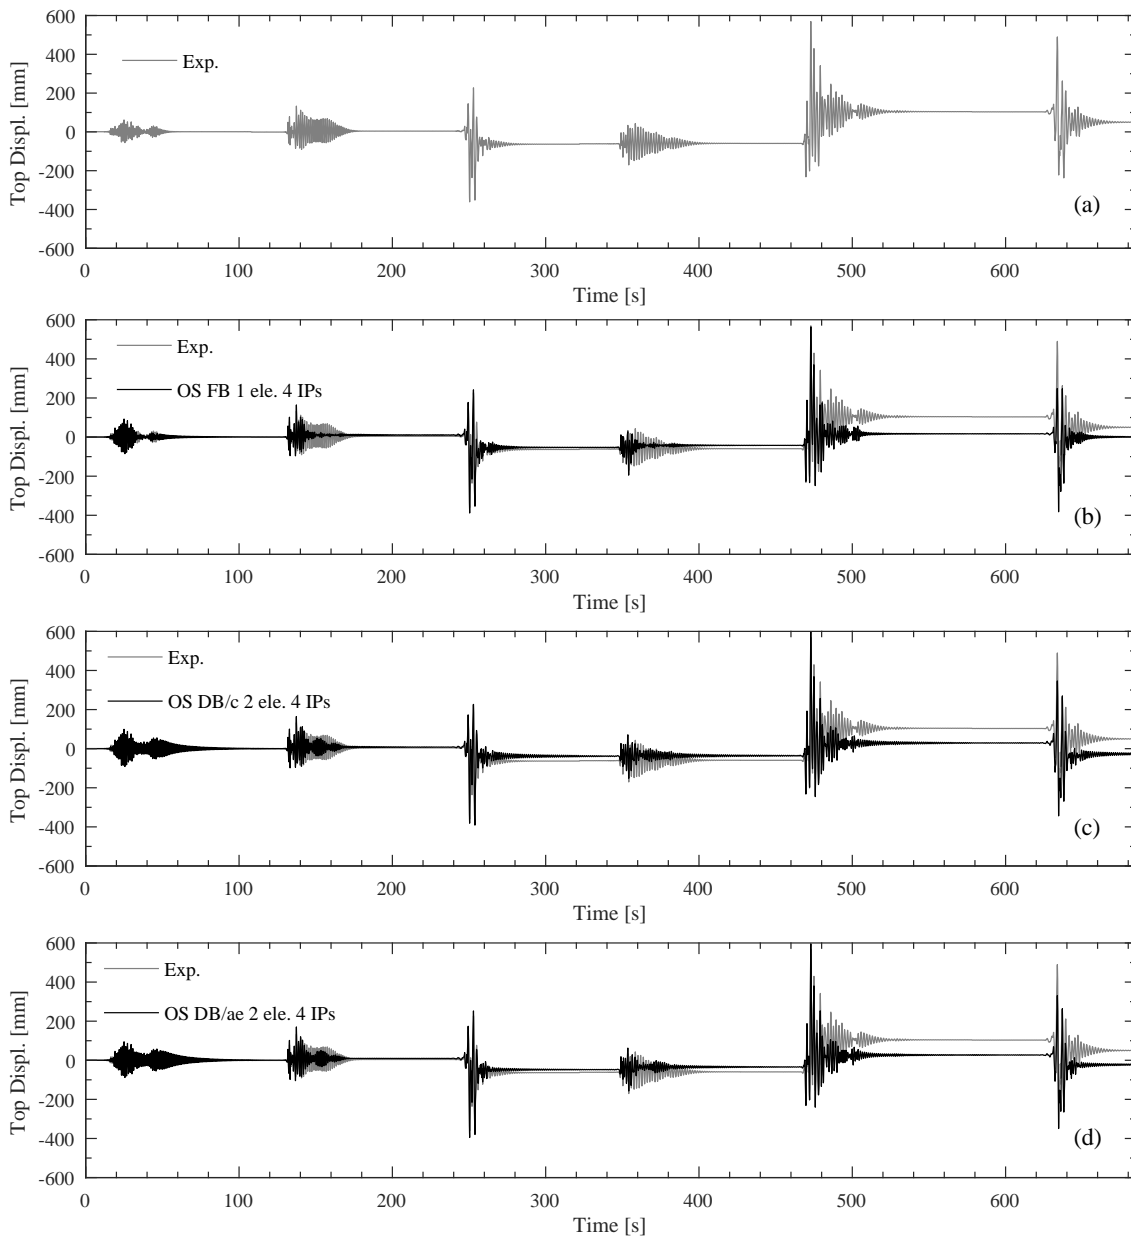 600
400
200
0
-200
-400
-600
Top Displ. [mm]
Exp.
(a)
0 100 200 300 400 500 600
Time [s]
600
400
200
0
-200
-400
-600
Top Displ. [mm]
Exp.
OS FB 1 ele. 4 IPs
(b)
0 100 200 300 400 500 600
Time [s]
600
400
200
0
-200
-400
-600
Top Displ. [mm]
Exp.
OS DB/c 2 ele. 4 IPs
(c)
0 100 200 300 400 500 600
Time [s]
600
400
200
0
-200
-400
-600
Top Displ. [mm]
Exp.
OS DB/ae 2 ele. 4 IPs
(d)
0 100 200 300 400 500 600
Time [s]